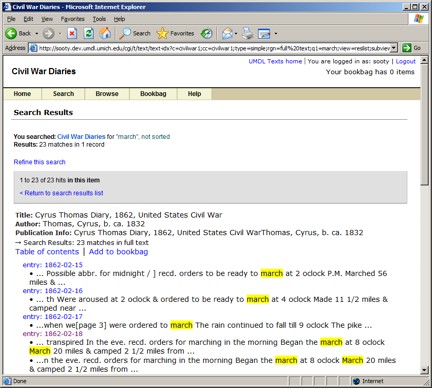 Civil War Diaries - Microsoft Internet Explorer
File Edit View Favorites Tools Help
Back Search Favorites
Address http://sooty.dev.umdl.umich.edu/cgi/t/text/text-idx?c=civilwar1;cc=civilwar1;type=simple;rgn=full%20text;q1=march;view=reslist;subview Go
UMDL Texts home | You are logged in as: sooty | Logout
Civil War Diaries
Your bookbag has 0 items
Home Search Browse Bookbag Help
Search Results
You searched: Civil War Diaries for "march", not sorted
Results: 23 matches in 1 record
Refine this search
1 to 23 of 23 hits in this item
< Return to search results list
Title: Cyrus Thomas Diary, 1862, United States Civil War
Author: Thomas, Cyrus, b. ca. 1832
Publication Info: Cyrus Thomas Diary, 1862, United States Civil WarThomas, Cyrus, b. ca. 1832
→ Search Results: 23 matches in full text
Table of contents | Add to bookbag
entry: 1862-02-15
• ... Possible abbr. for midnight / ] recd. orders to be ready to march at 2 oclock P.M. Marched 56
miles & ...
entry: 1862-02-16
• ... th Were aroused at 2 oclock & ordered to be ready to march at 4 oclock Made 11 1/2 miles &
camped near ...
entry: 1862-02-17
• ...when we[page 3] were ordered to march The rain continued to fall till 9 oclock The pike ...
entry: 1862-02-18
• ... transpired In the eve. recd. orders for marching in the morning Began the march at 8 oclock
March 20 miles & camped 2 1/2 miles from ...
• ...n the eve. recd. orders for marching in the morning Began the march at 8 oclock March 20 miles
& camped 2 1/2 miles from ...
Done Internet